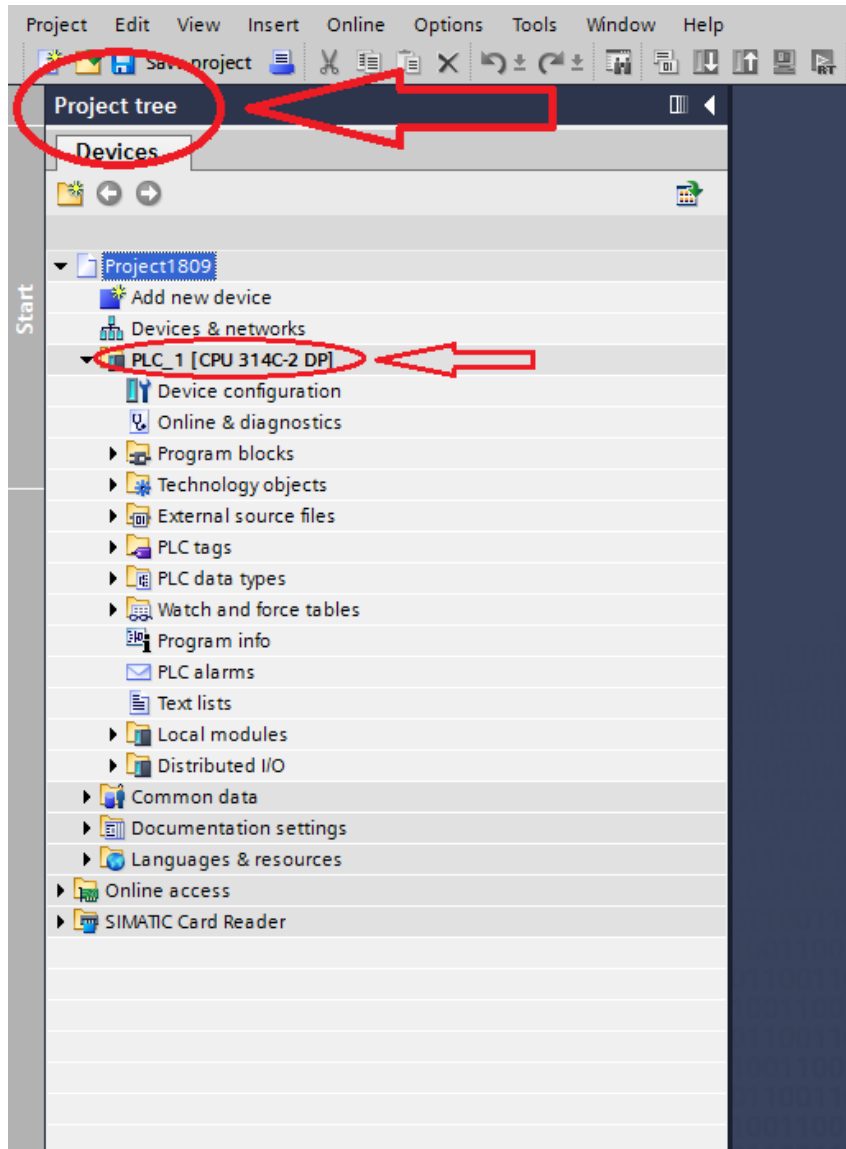 Project Edit View Insert Online Options Tools Window Help
Save project
Project tree
Devices
Start
Project1809
Add new device
Devices & networks
PLC_1 [CPU 314C-2 DP]
Device configuration
Online & diagnostics
Program blocks
Technology objects
External source files
PLC tags
PLC data types
Watch and force tables
Program info
PLC alarms
Text lists
Local modules
Distributed I/O
Common data
Documentation settings
Languages & resources
Online access
SIMATIC Card Reader